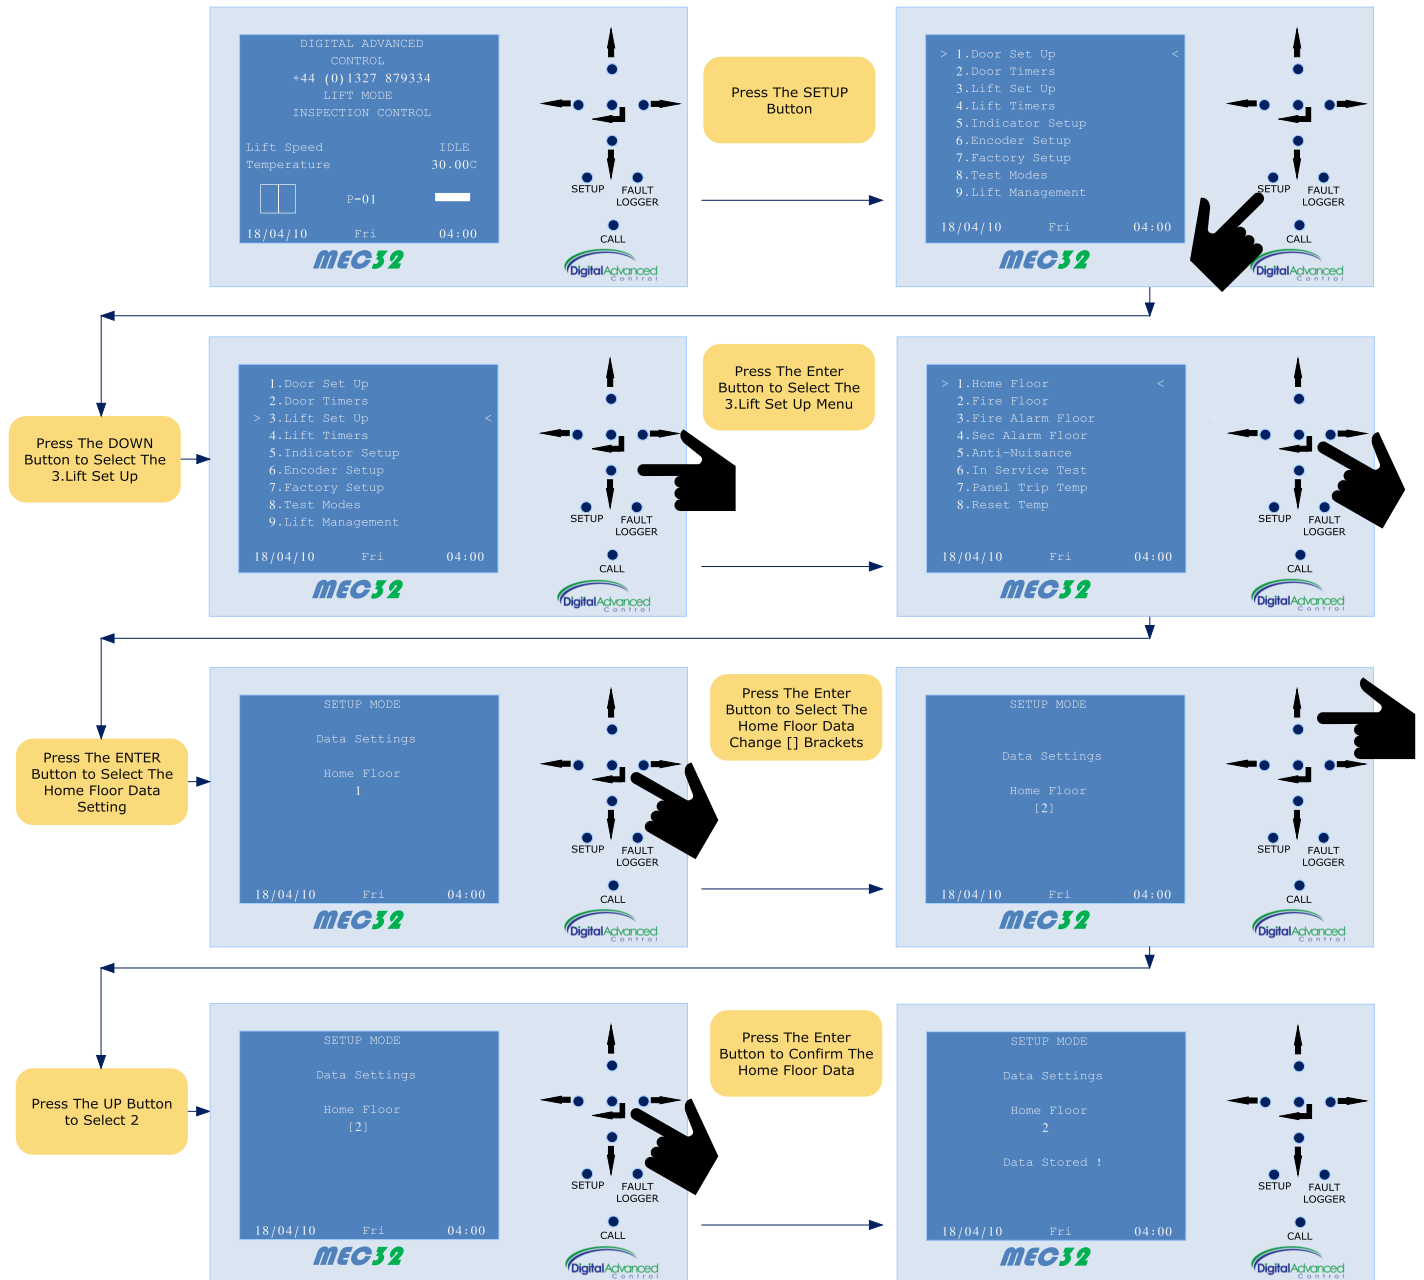 DIGITAL ADVANCED
CONTROL
+44 (0)1327 879334
LIFT MODE
INSPECTION CONTROL
Lift Speed IDLE
Temperature 30.00C
P-01
18/04/10 Fri 04:00
MEC32
SETUP
FAULT
LOGGER
CALL
DigitalAdvanced
Control
Press The SETUP
Button
> 1.Door Set Up <
2.Door Timers
3.Lift Set Up
4.Lift Timers
5.Indicator Setup
6.Encoder Setup
7.Factory Setup
8.Test Modes
9.Lift Management
18/04/10 Fri 04:00
MEC32
SETUP
FAULT
LOGGER
CALL
DigitalAdvanced
Control
Press The DOWN
Button to Select The
3.Lift Set Up
1.Door Set Up
2.Door Timers
> 3.Lift Set Up <
4.Lift Timers
5.Indicator Setup
6.Encoder Setup
7.Factory Setup
8.Test Modes
9.Lift Management
18/04/10 Fri 04:00
MEC32
SETUP
FAULT
LOGGER
CALL
DigitalAdvanced
Control
Press The Enter
Button to Select The
3.Lift Set Up Menu
> 1.Home Floor <
2.Fire Floor
3.Fire Alarm Floor
4.Sec Alarm Floor
5.Anti-Nuisance
6.In Service Test
7.Panel Trip Temp
8.Reset Temp
18/04/10 Fri 04:00
MEC32
SETUP
FAULT
LOGGER
CALL
DigitalAdvanced
Control
Press The ENTER
Button to Select The
Home Floor Data
Setting
SETUP MODE
Data Settings
Home Floor
1
18/04/10 Fri 04:00
MEC32
SETUP
FAULT
LOGGER
CALL
DigitalAdvanced
Control
Press The Enter
Button to Select The
Home Floor Data
Change [] Brackets
SETUP MODE
Data Settings
Home Floor
[2]
18/04/10 Fri 04:00
MEC32
SETUP
FAULT
LOGGER
CALL
DigitalAdvanced
Control
Press The UP Button
to Select 2
SETUP MODE
Data Settings
Home Floor
[2]
18/04/10 Fri 04:00
MEC32
SETUP
FAULT
LOGGER
CALL
DigitalAdvanced
Control
Press The Enter
Button to Confirm The
Home Floor Data
SETUP MODE
Data Settings
Home Floor
2
Data Stored !
18/04/10 Fri 04:00
MEC32
SETUP
FAULT
LOGGER
CALL
DigitalAdvanced
Control